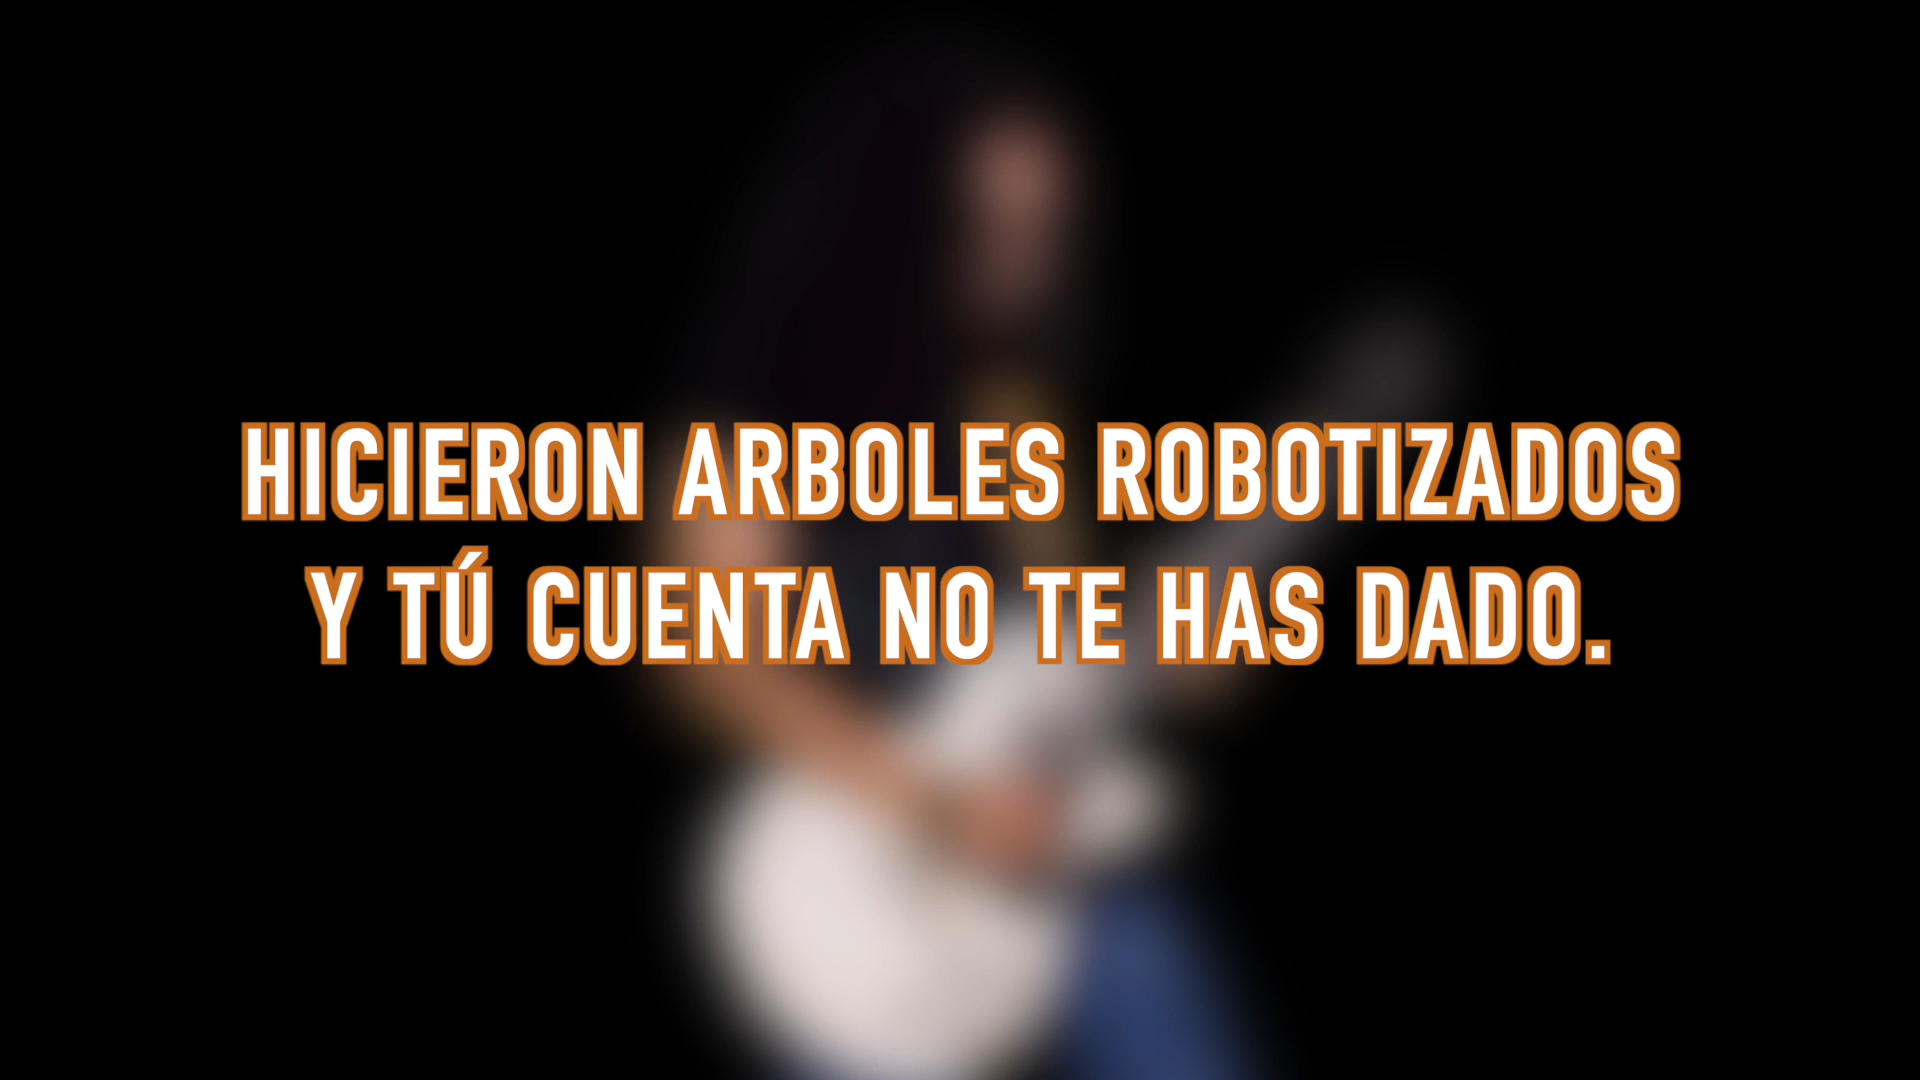 HICIERON ARBOLES ROBOTIZADOS
Y TÚ CUENTA NO TE HAS DADO.